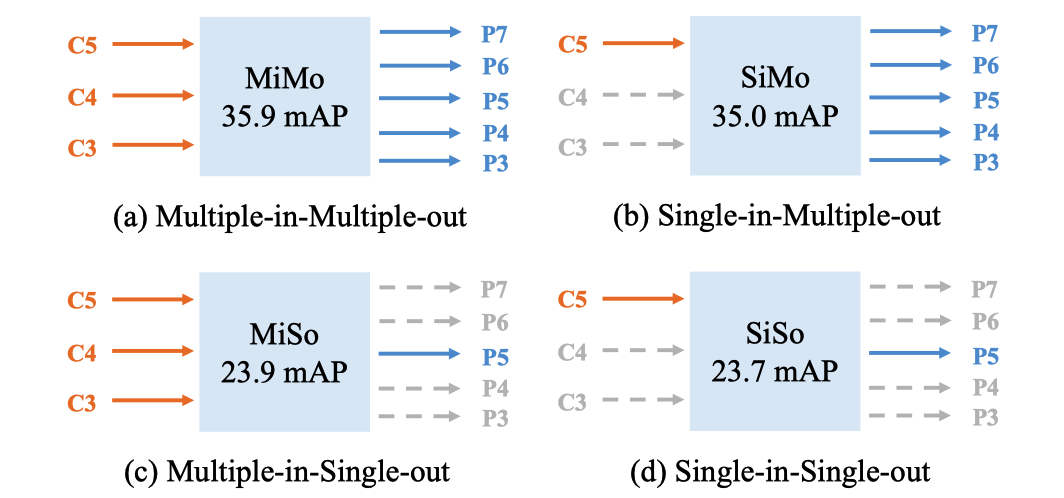 C5
C4
C3
MiMo
35.9 mAP
P7
P6
P5
P4
P3
(a) Multiple-in-Multiple-out
C5
C4
C3
SiMo
35.0 mAP
P7
P6
P5
P4
P3
(b) Single-in-Multiple-out
C5
C4
C3
MiSo
23.9 mAP
P7
P6
P5
P4
P3
(c) Multiple-in-Single-out
C5
C4
C3
SiSo
23.7 mAP
P7
P6
P5
P4
P3
(d) Single-in-Single-out